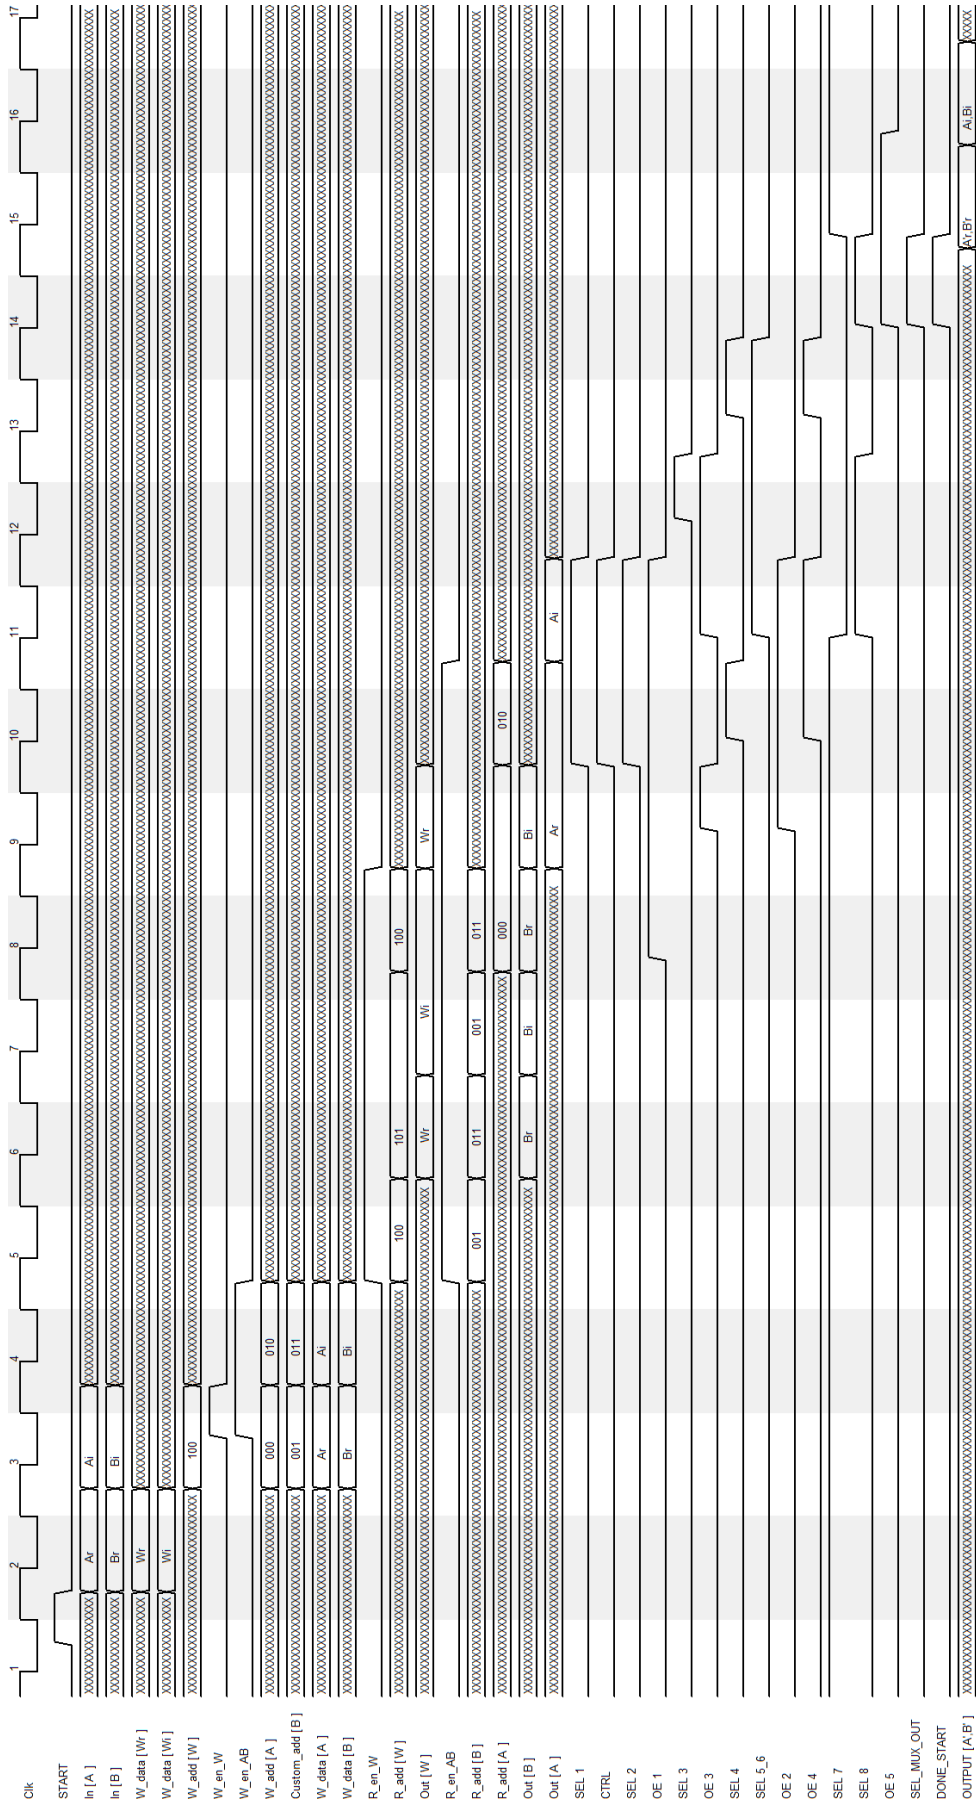 Clk 1 2 3 4 5 6 7 8 9 10 11 12 13 14 15 16 17
START
In [ A ] Ar Ai
In [ B ] Br Bi
W_data [ Wr ] Wr
W_data [ Wi ] Wi
W_add [ W ] 100
W_en_W
W_en_AB
W_add [ A ] 000 010
Custom_add [ B ] 001 011
W_data [ A ] Ar Ai
W_data [ B ] Br Bi
R_en_W
R_add [ W ] 100 101 100
Out [ W ] Wr Wi Wr
R_en_AB
R_add [ B ] 001 011 001 011
R_add [ A ] 000 010
Out [ B ] Br Bi Br Bi
Out [ A ] Ar Ai
SEL 1
CTRL
SEL 2
OE 1
SEL 3
OE 3
SEL 4
SEL 5_6
OE 2
OE 4
SEL 7
SEL 8
OE 5
SEL_MUX_OUT
DONE_START
OUTPUT [ A',B' ] A'r,B'r Ai,Bi